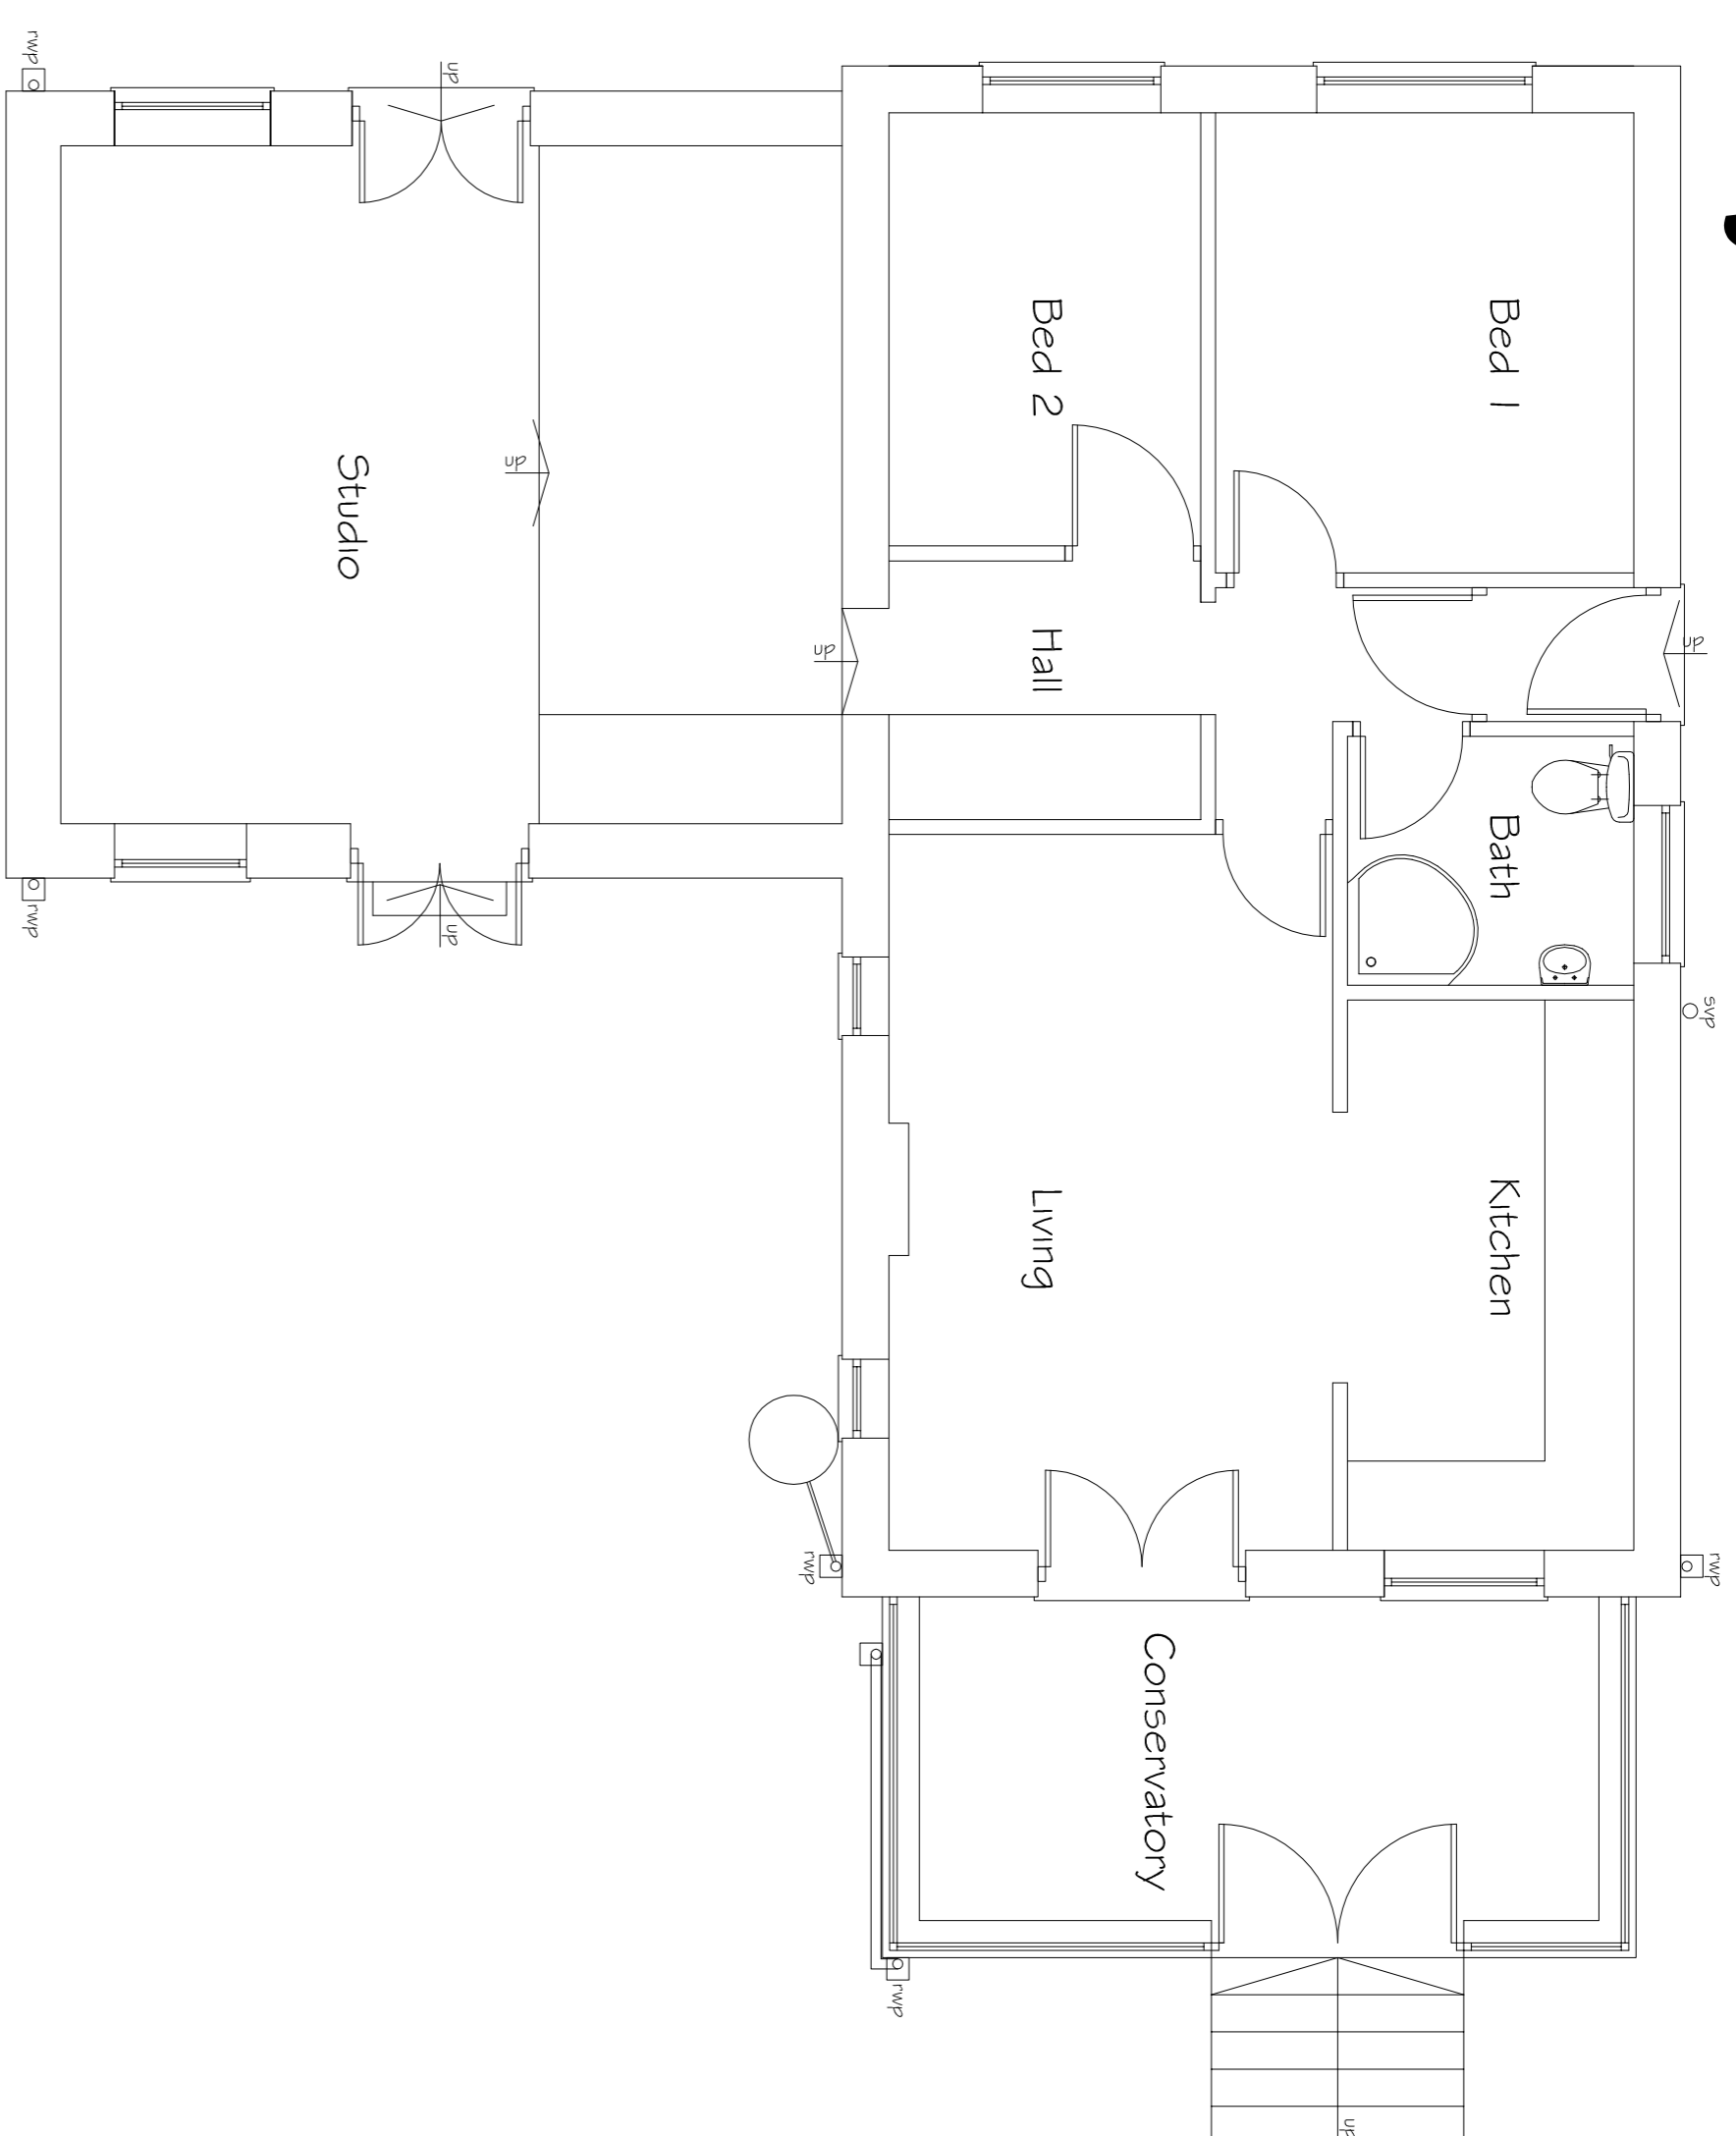 rwp
up
Bed 1
Bed 2
up
Studio
Hall
up
up
Bath
rwp
up
svp
Kitchen
Living
rwp
rwp
Conservatory
rwp
up